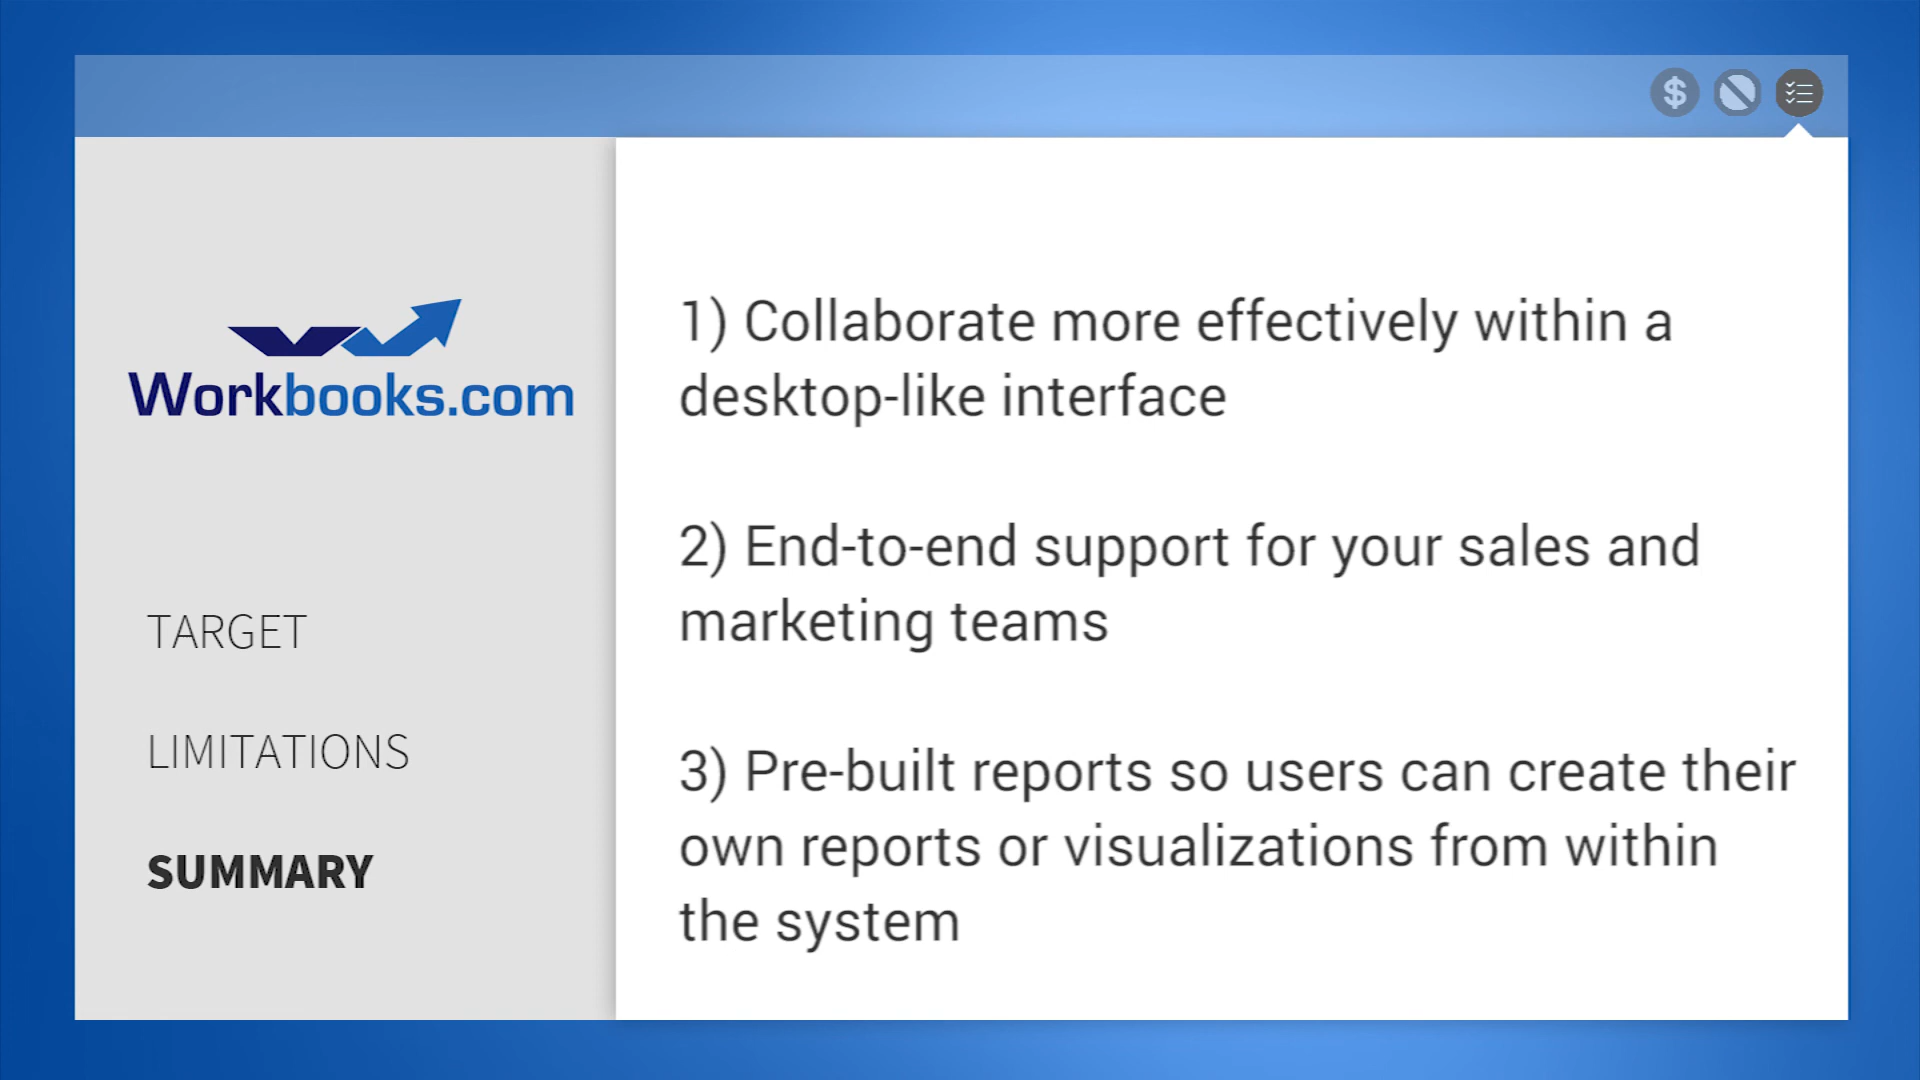 $
Workbooks.com
TARGET
LIMITATIONS
SUMMARY
1) Collaborate more effectively within a
desktop-like interface
2) End-to-end support for your sales and
marketing teams
3) Pre-built reports so users can create their
own reports or visualizations from within
the system